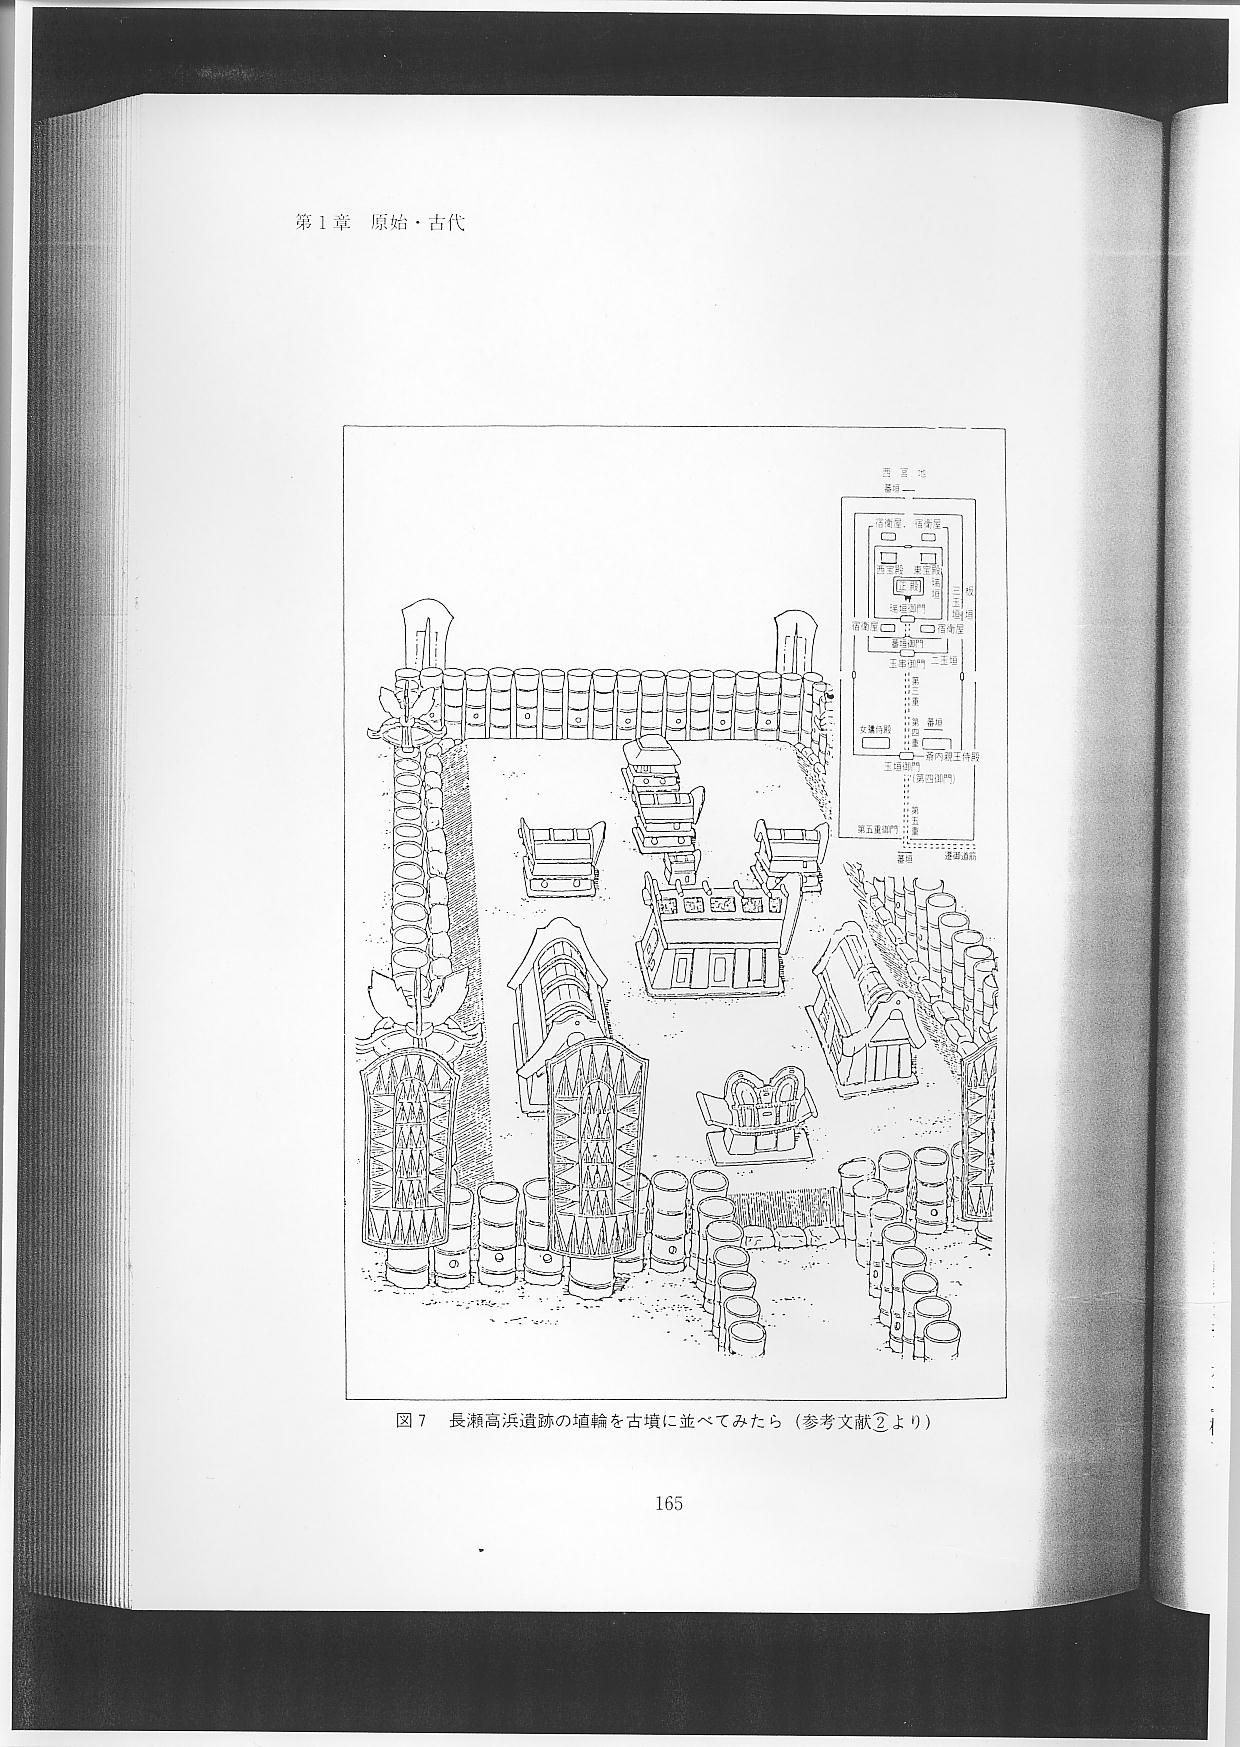 第1章　原始・古代
西宮地
蕃垣
宿衛屋　宿衛屋
西宝殿　東宝殿
正殿
瑞垣
瑞垣御門
三玉垣
板垣
宿衛屋　宿衛屋
蕃垣御門
玉串御門　二玉垣
第三重
第四重
蕃垣
女孺侍殿
斎内親王侍殿
玉垣御門
(第四御門)
第五重
第五重御門
蕃垣
図7　長瀬高浜遺跡の埴輪を古墳に並べてみたら（参考文献②より）
165